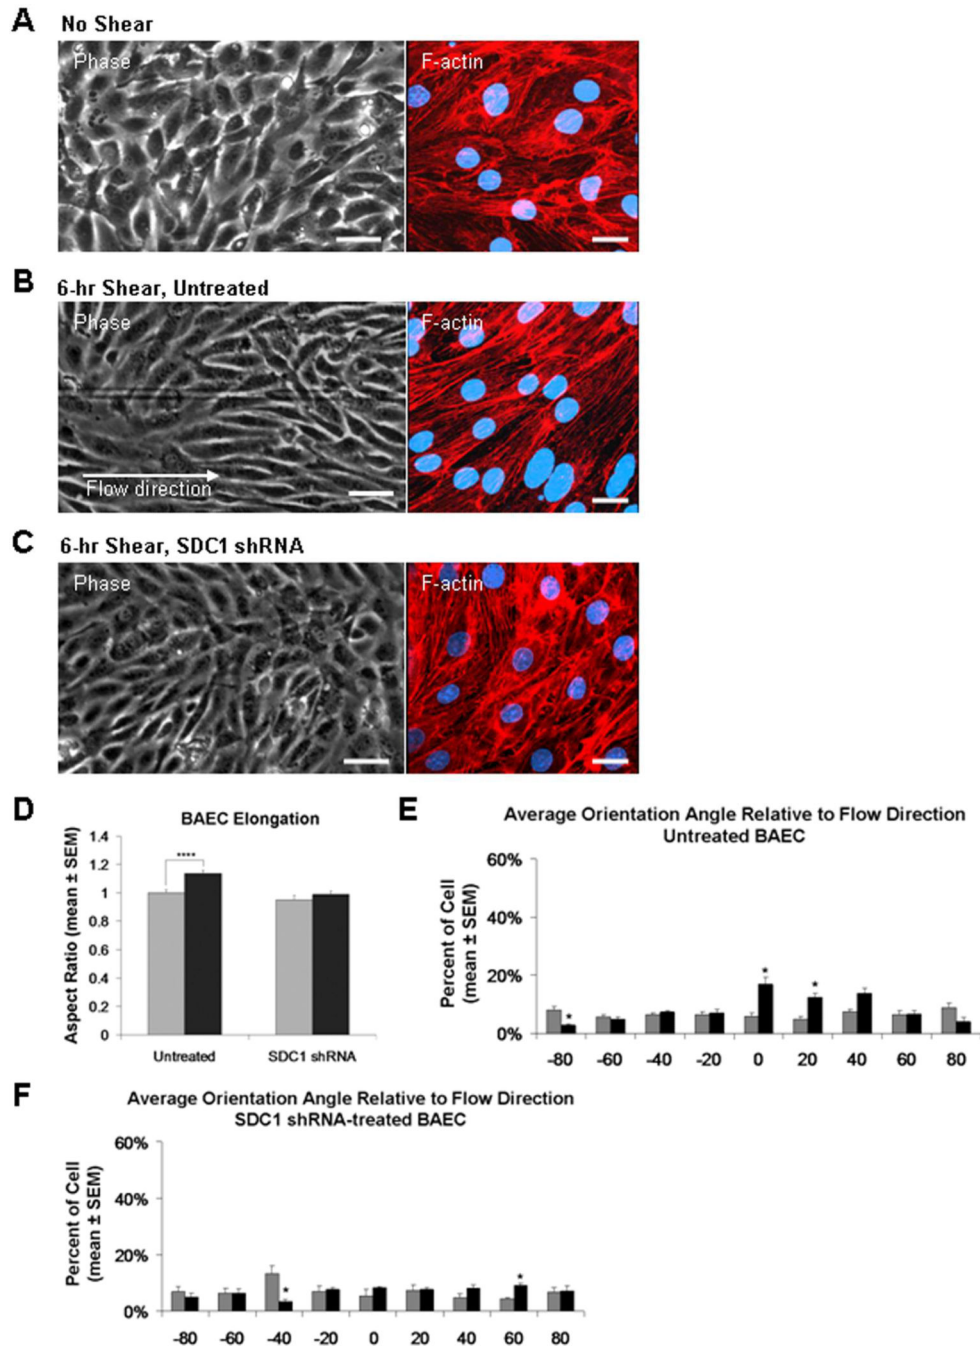 A
No Shear
Phase
F-actin
B
6-hr Shear, Untreated
Phase
F-actin
Flow direction
C
6-hr Shear, SDC1 shRNA
Phase
F-actin
D
BAEC Elongation
Aspect Ratio (mean ± SEM)
1.4
1.2
1
0.8
0.6
0.4
0.2
0
****
Untreated
SDC1 shRNA
E
Average Orientation Angle Relative to Flow Direction
Untreated BAEC
Percent of Cell
(mean ± SEM)
60%
40%
20%
0%
*
*
*
-80 -60 -40 -20 0 20 40 60 80
F
Average Orientation Angle Relative to Flow Direction
SDC1 shRNA-treated BAEC
Percent of Cell
(mean ± SEM)
60%
40%
20%
0%
*
*
-80 -60 -40 -20 0 20 40 60 80